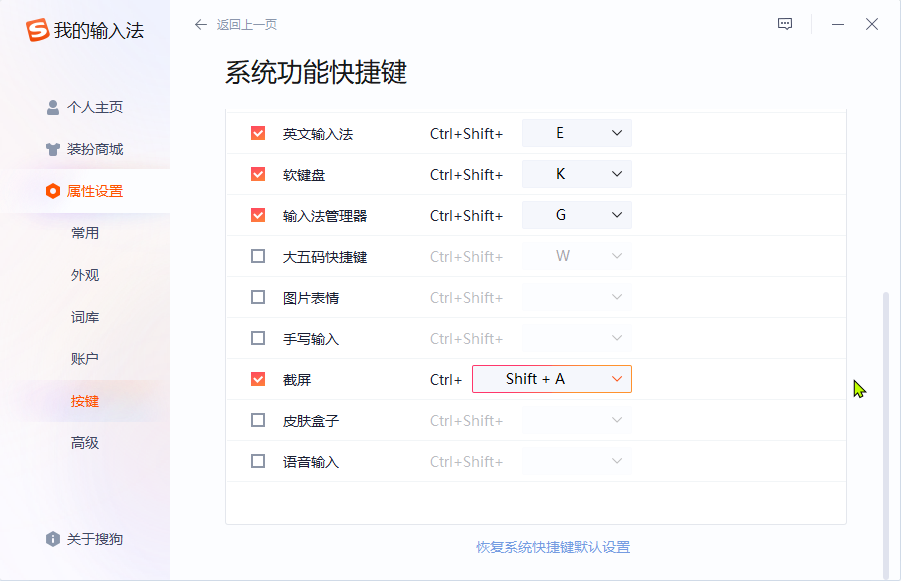 我的输入法
返回上一页
系统功能快捷键
个人主页
装扮商城
属性设置
常用
外观
词库
账户
按键
高级
关于搜狗
英文输入法 Ctrl+Shift+ E
软键盘 Ctrl+Shift+ K
输入法管理器 Ctrl+Shift+ G
大五码快捷键 Ctrl+Shift+ W
图片表情 Ctrl+Shift+
手写输入 Ctrl+Shift+
截屏 Ctrl+ Shift + A
皮肤盒子 Ctrl+Shift+
语音输入 Ctrl+Shift+
恢复系统快捷键默认设置